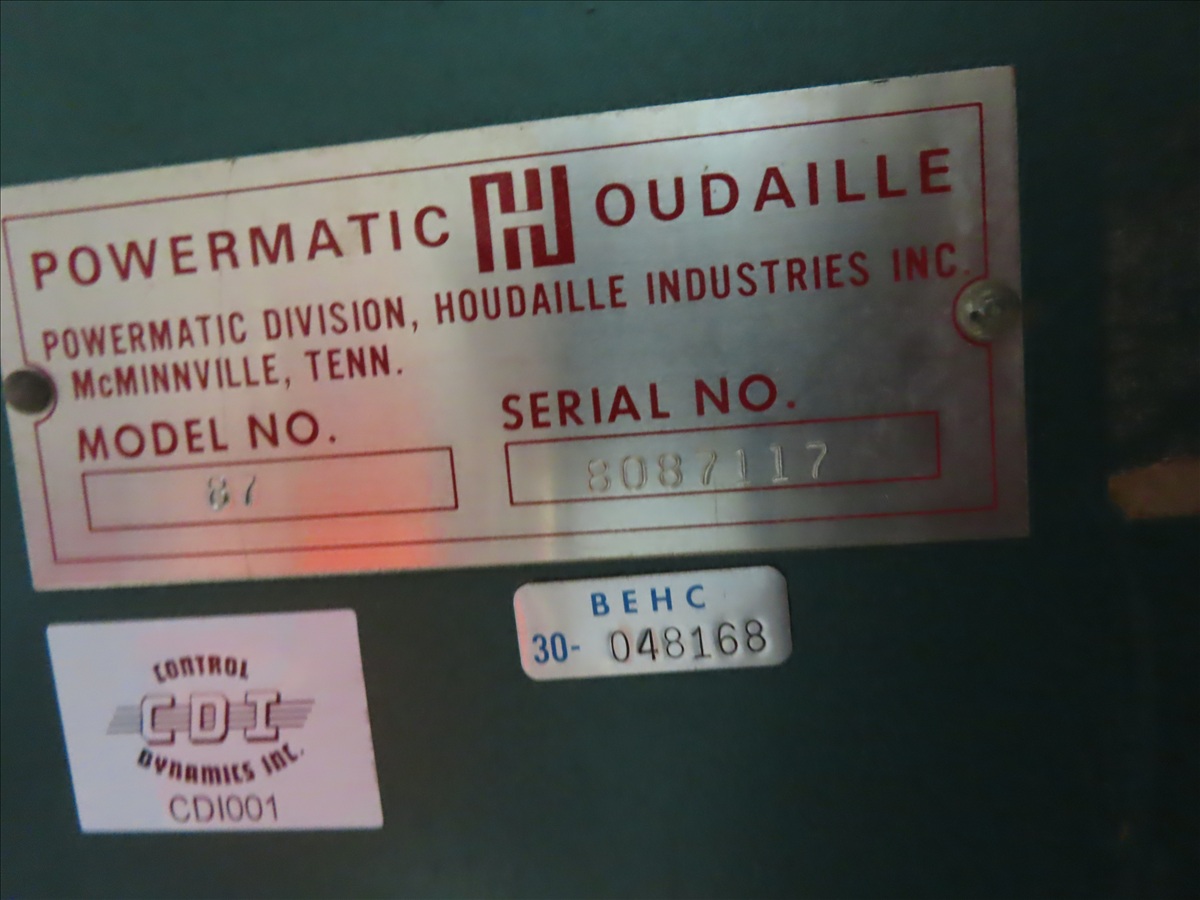 POWERMATIC HOUDAILLE
POWERMATIC DIVISION, HOUDAILLE INDUSTRIES INC.
McMINNVILLE, TENN.
MODEL NO.
87
SERIAL NO.
8087117
BEHC
30- 048168
CONTROL
CDI
DYNAMICS INC.
CDI001